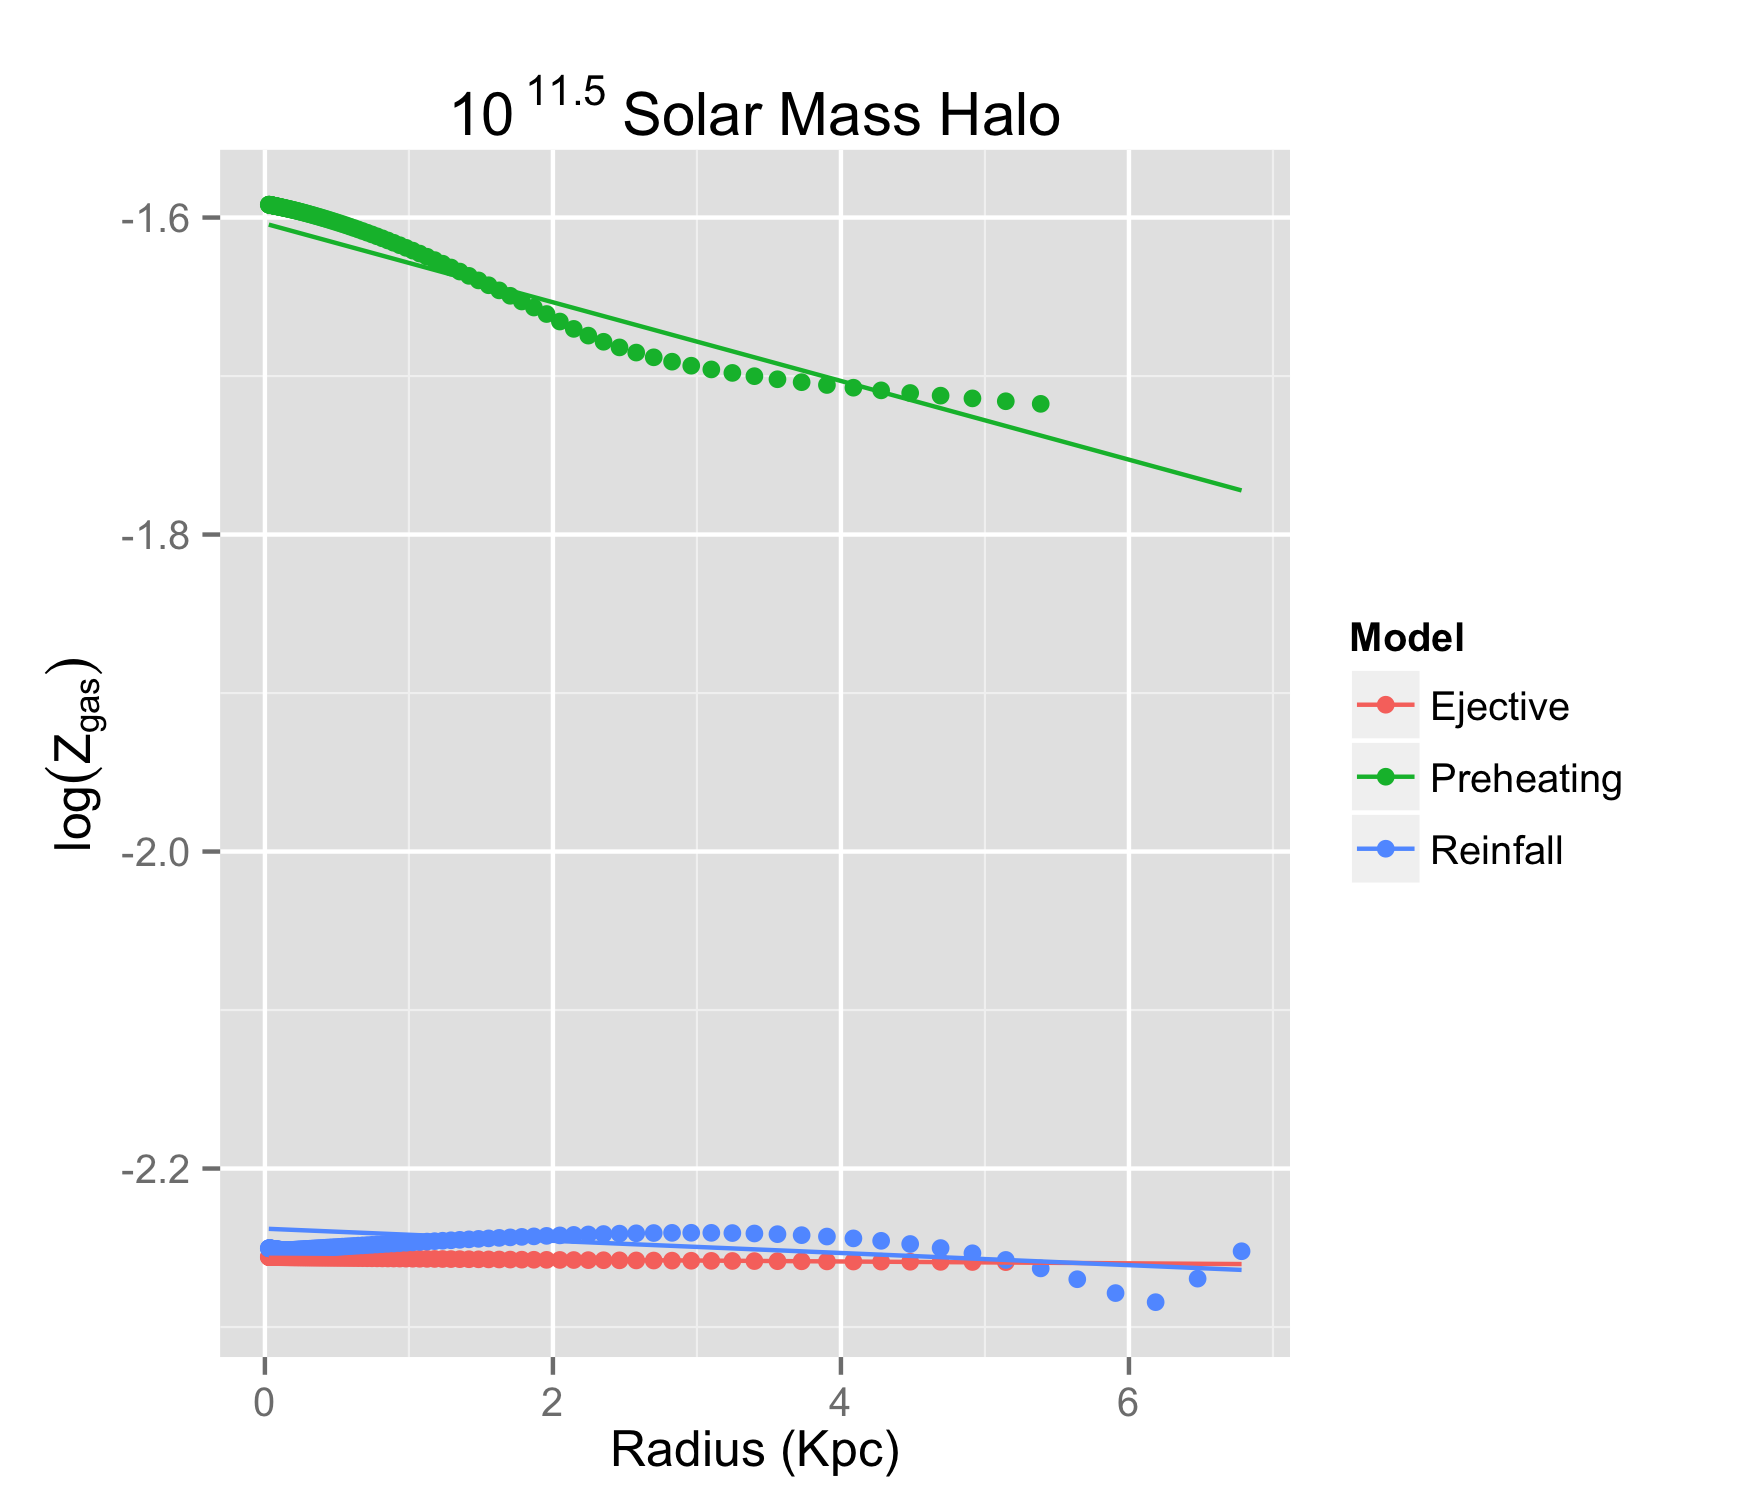 10 11.5 Solar Mass Halo
-1.6
-1.8
-2.0
-2.2
log(Zgas)
0 2 4 6
Radius (Kpc)
Model
Ejective
Preheating
Reinfall